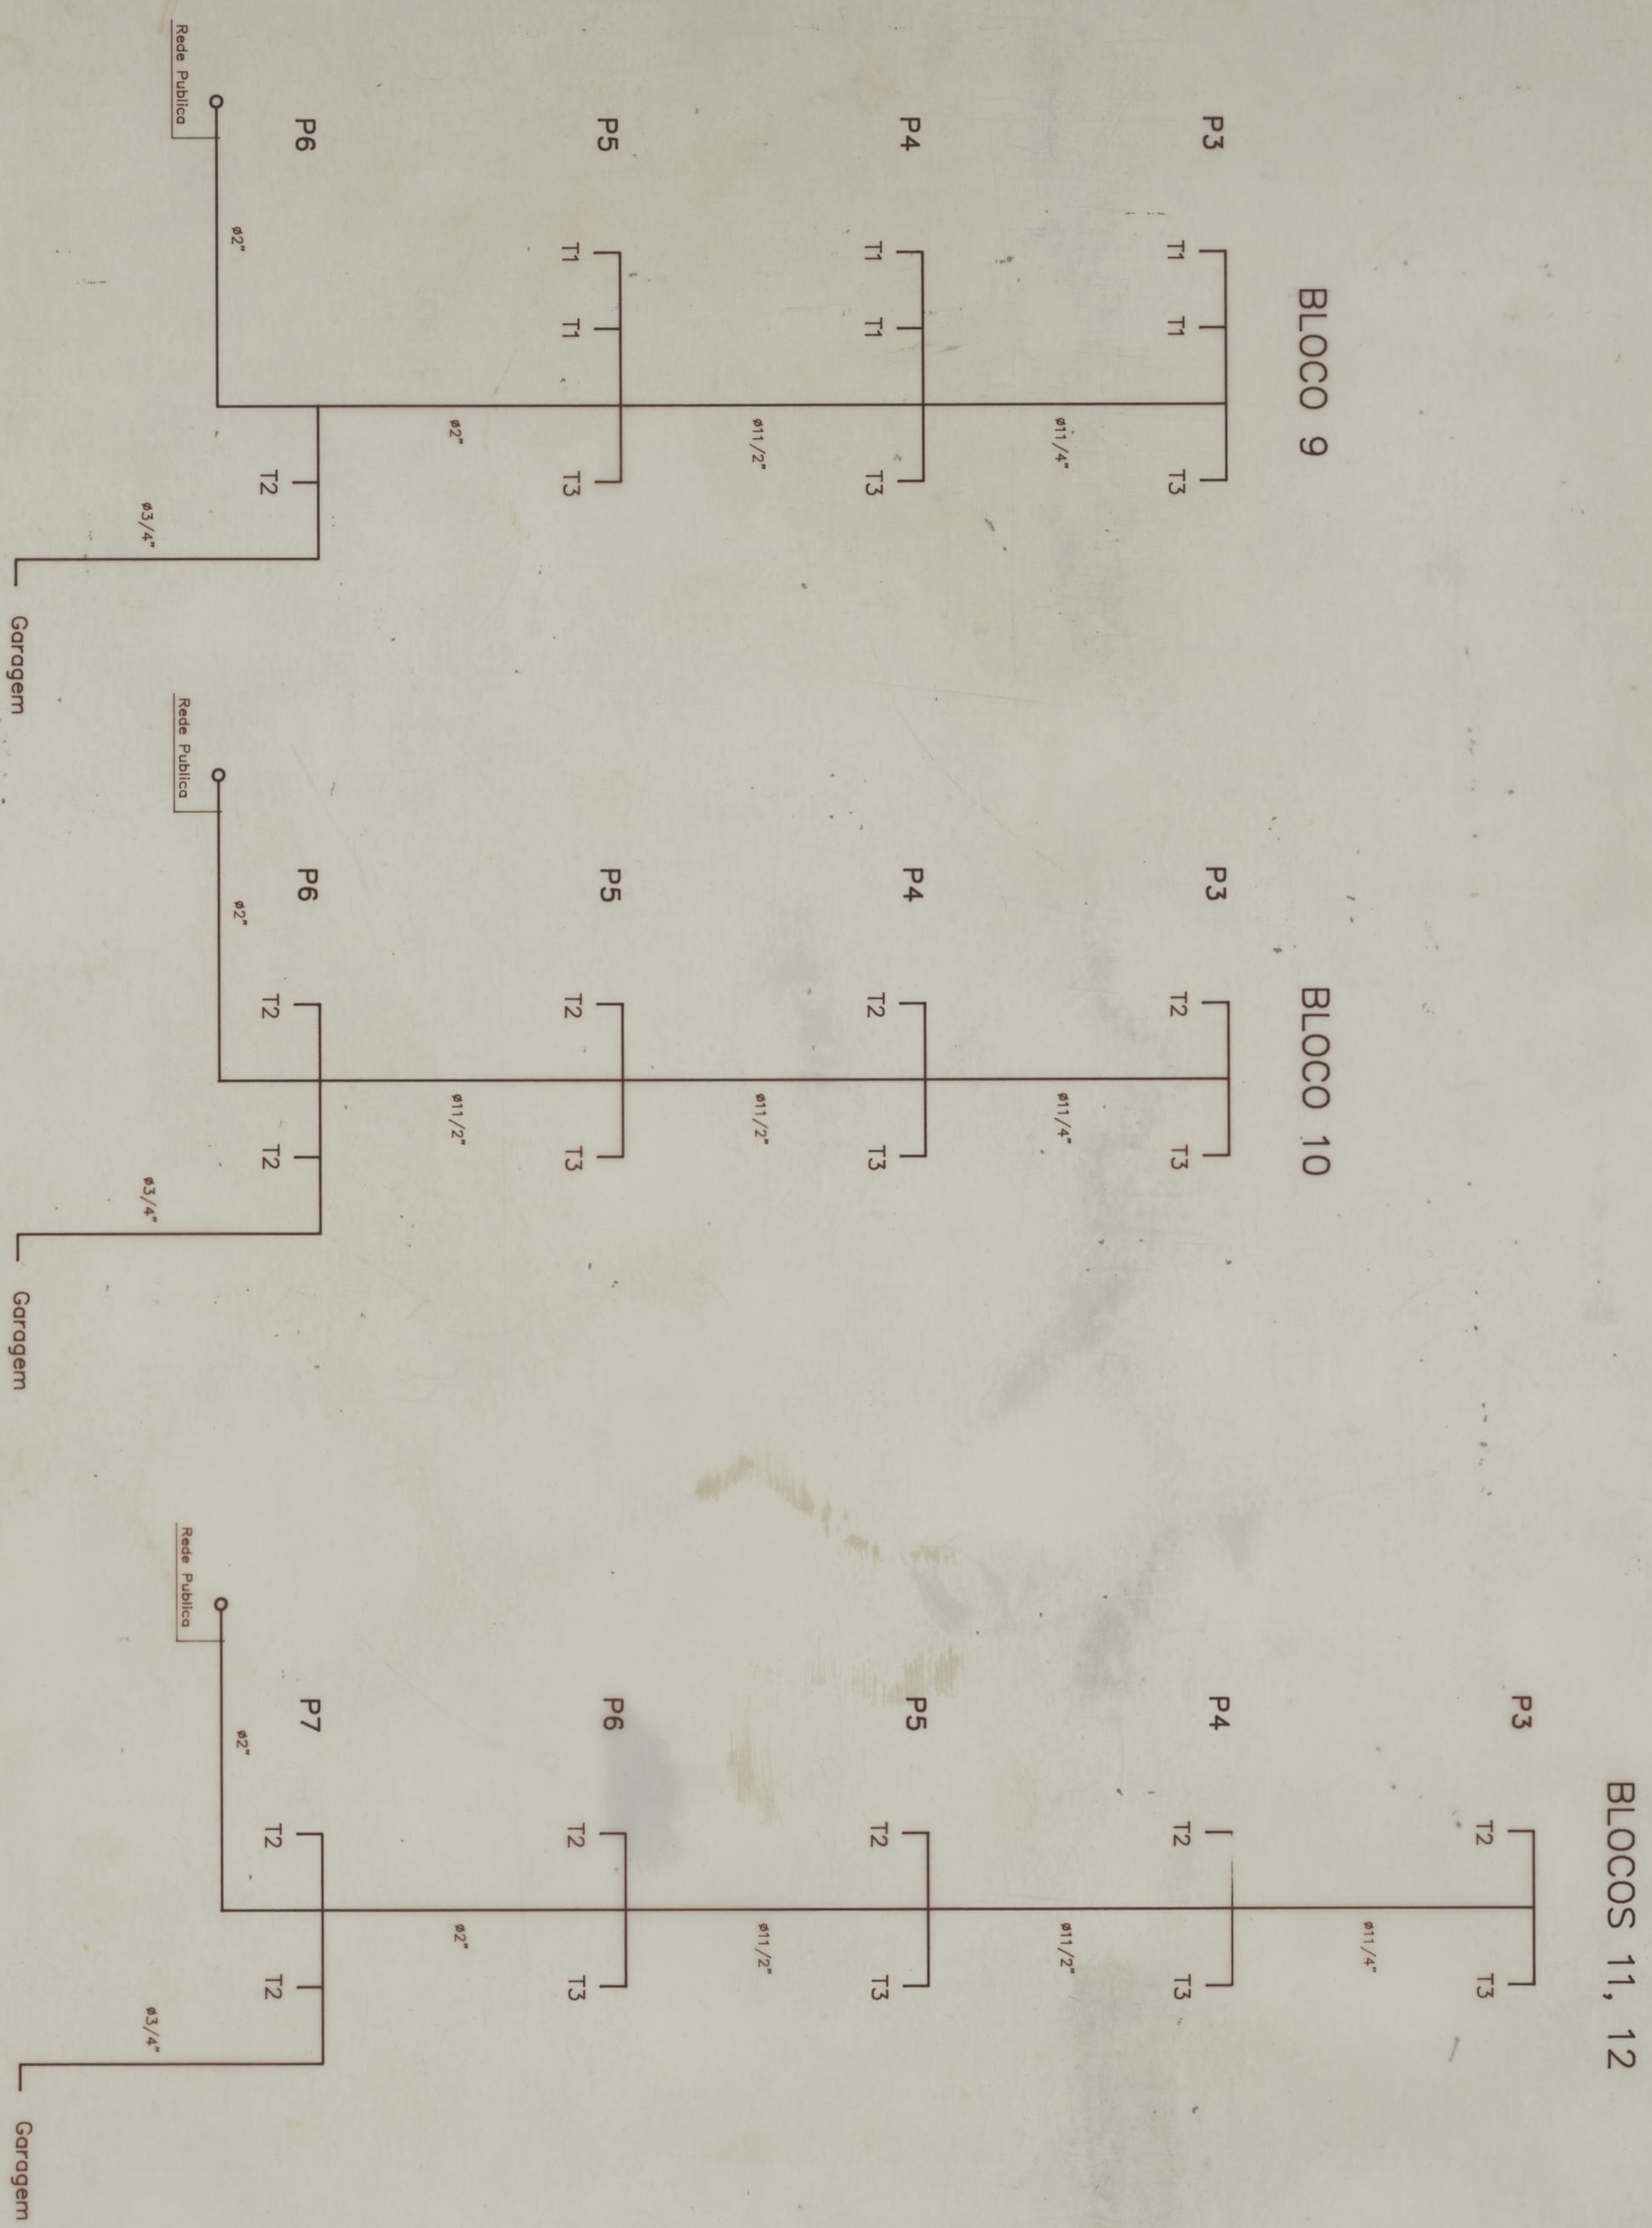 BLOCO 9
P3
T1 T1 T3
ø11/4"
P4
T1 T1 T3
ø11/2"
P5
T1 T1 T3
ø2"
P6
T2
ø2"
Rede Publica
ø3/4"
Garagem
BLOCO 10
P3
T2 T3
ø11/4"
P4
T2 T3
ø11/2"
P5
T2 T3
ø11/2"
P6
T2 T2
ø2"
Rede Publica
ø3/4"
Garagem
BLOCOS 11, 12
P3
T2 T3
ø11/4"
P4
T2 T3
ø11/2"
P5
T2 T3
ø11/2"
P6
T2 T3
ø2"
P7
T2 T2
ø2"
Rede Publica
ø3/4"
Garagem